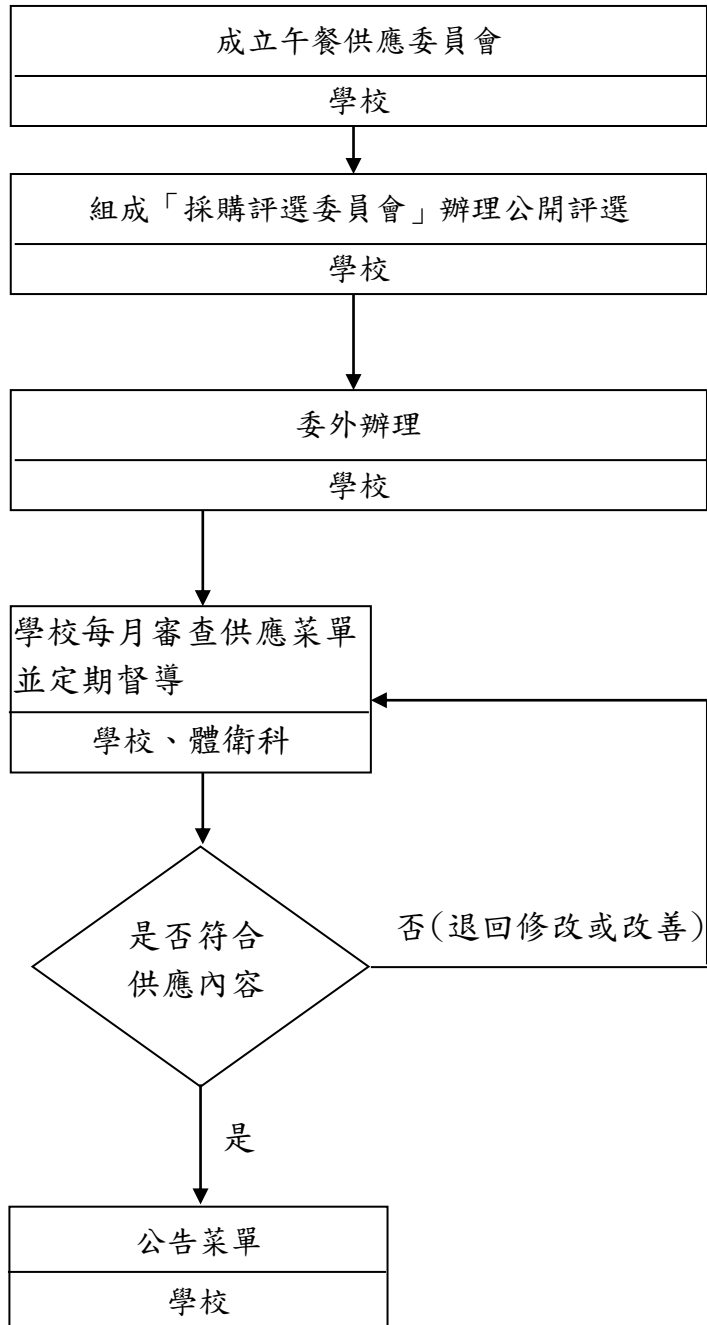 成立午餐供應委員會
學校
組成「採購評選委員會」辦理公開評選
學校
委外辦理
學校
學校每月審查供應菜單
並定期督導
學校、體衛科
是否符合
供應內容
否(退回修改或改善)
是
公告菜單
學校